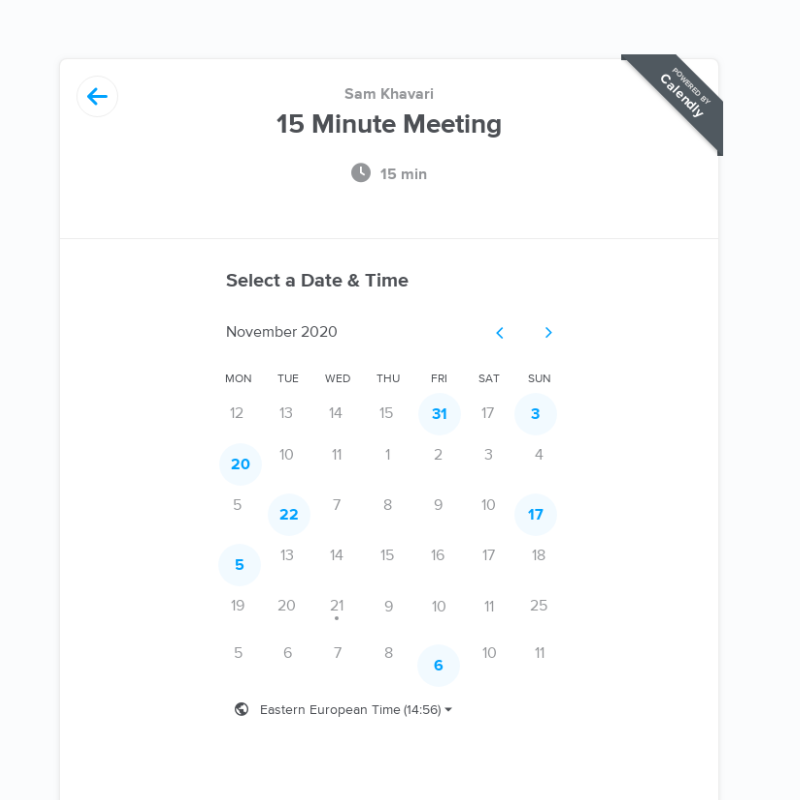 Sam Khavari
15 Minute Meeting
15 min
POWERED BY
Calendly
Select a Date & Time
November 2020
MON TUE WED THU FRI SAT SUN
12 13 14 15 31 17 3
20 10 11 1 2 3 4
5 22 7 8 9 10 17
5 13 14 15 16 17 18
19 20 21 9 10 11 25
5 6 7 8 6 10 11
Eastern European Time (14:56)